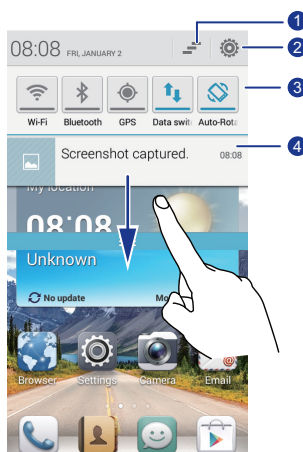 1
08:08 FRI, JANUARY 2
2
3
Wi-Fi Bluetooth GPS Data swit Auto-Rota
4
Screenshot captured. 08:08
My location
08:08
Unknown
No update Mo
Browser Settings Camera Email